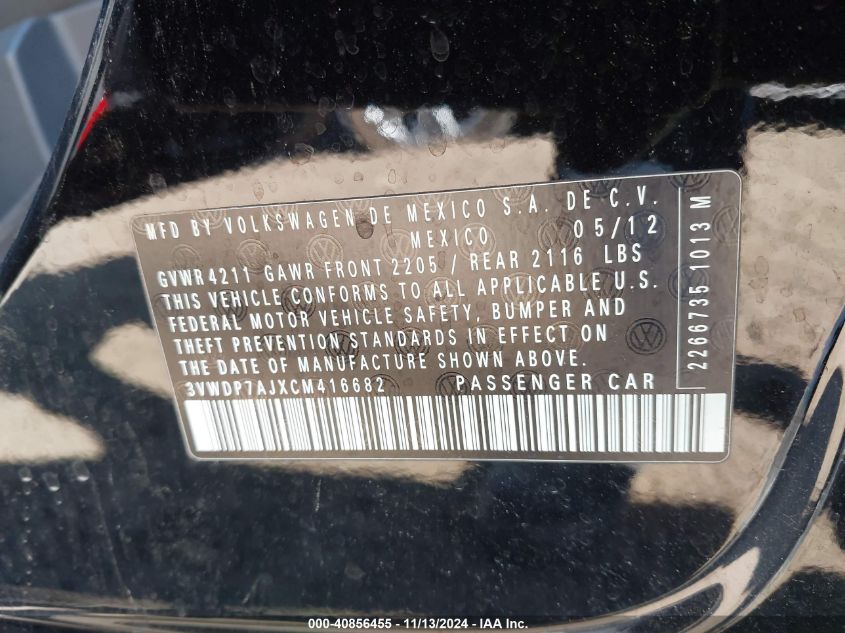 MFD BY VOLKSWAGEN DE MEXICO S.A. DE C.V.
MEXICO 05/12
GVWR4211 GAWR FRONT 2205 / REAR 2116 LBS
THIS VEHICLE CONFORMS TO ALL APPLICABLE U.S.
FEDERAL MOTOR VEHICLE SAFETY, BUMPER AND
THEFT PREVENTION STANDARDS IN EFFECT ON
THE DATE OF MANUFACTURE SHOWN ABOVE.
3VWDP7AJXCM416682 PASSENGER CAR
2266735 1013 M
000-40856455 - 11/13/2024 - IAA Inc.